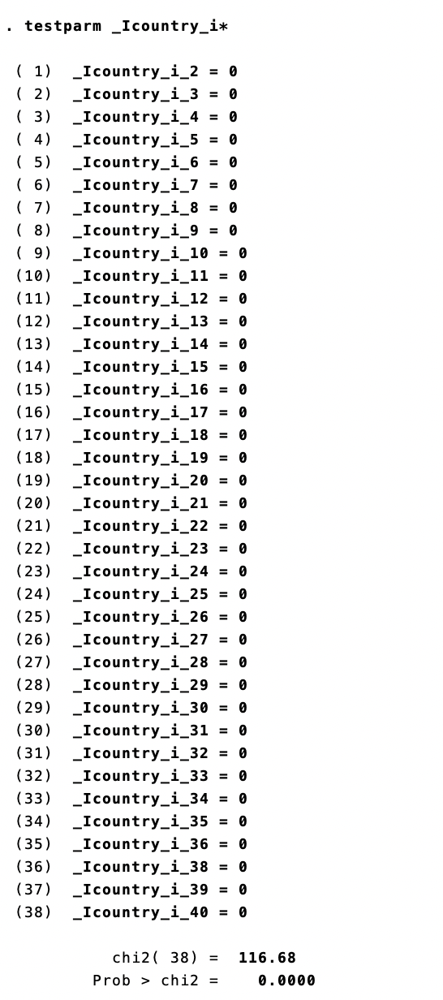 . testparm _Icountry_i*
( 1)  _Icountry_i_2 = 0
( 2)  _Icountry_i_3 = 0
( 3)  _Icountry_i_4 = 0
( 4)  _Icountry_i_5 = 0
( 5)  _Icountry_i_6 = 0
( 6)  _Icountry_i_7 = 0
( 7)  _Icountry_i_8 = 0
( 8)  _Icountry_i_9 = 0
( 9)  _Icountry_i_10 = 0
(10)  _Icountry_i_11 = 0
(11)  _Icountry_i_12 = 0
(12)  _Icountry_i_13 = 0
(13)  _Icountry_i_14 = 0
(14)  _Icountry_i_15 = 0
(15)  _Icountry_i_16 = 0
(16)  _Icountry_i_17 = 0
(17)  _Icountry_i_18 = 0
(18)  _Icountry_i_19 = 0
(19)  _Icountry_i_20 = 0
(20)  _Icountry_i_21 = 0
(21)  _Icountry_i_22 = 0
(22)  _Icountry_i_23 = 0
(23)  _Icountry_i_24 = 0
(24)  _Icountry_i_25 = 0
(25)  _Icountry_i_26 = 0
(26)  _Icountry_i_27 = 0
(27)  _Icountry_i_28 = 0
(28)  _Icountry_i_29 = 0
(29)  _Icountry_i_30 = 0
(30)  _Icountry_i_31 = 0
(31)  _Icountry_i_32 = 0
(32)  _Icountry_i_33 = 0
(33)  _Icountry_i_34 = 0
(34)  _Icountry_i_35 = 0
(35)  _Icountry_i_36 = 0
(36)  _Icountry_i_38 = 0
(37)  _Icountry_i_39 = 0
(38)  _Icountry_i_40 = 0
chi2( 38) =  116.68
Prob > chi2 =    0.0000